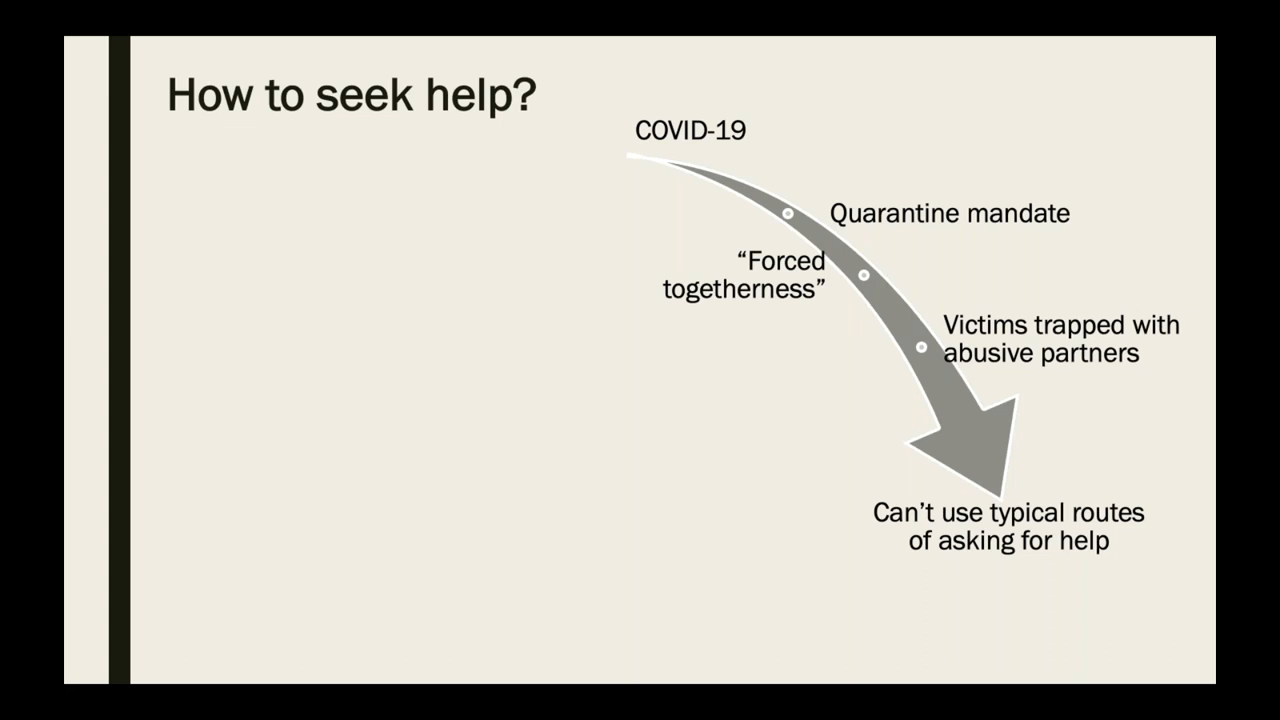 How to seek help?
COVID-19
Quarantine mandate
“Forced
togetherness”
Victims trapped with
abusive partners
Can’t use typical routes
of asking for help